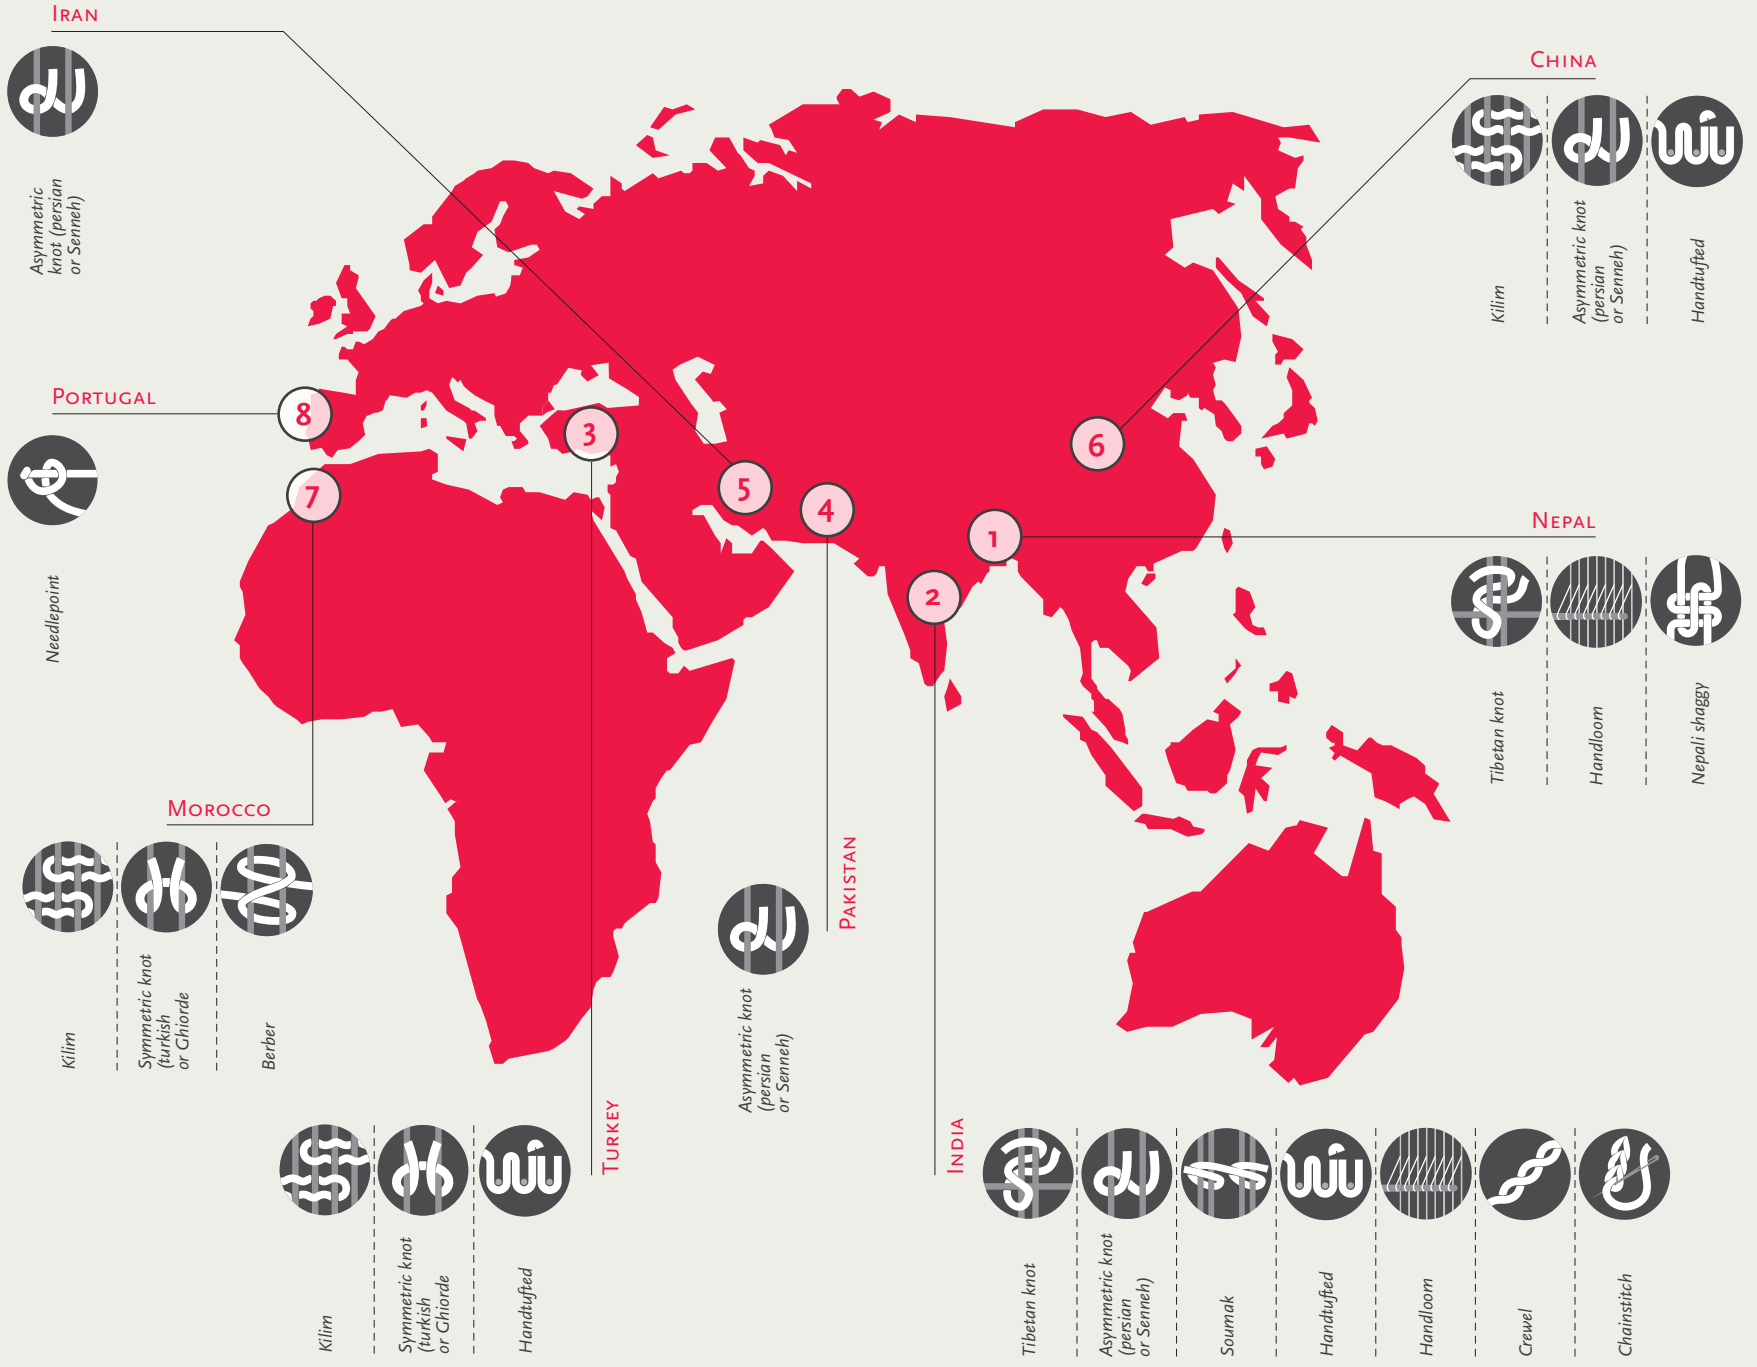 Iran
Asymmetric
knot (persian
or Senneh)
China
Kilim
Asymmetric knot
(persian
or Senneh)
Handtufted
Portugal
Needlepoint
8
7
3
5
4
6
1
2
Nepal
Tibetan knot
Handloom
Nepali shaggy
Morocco
Kilim
Symmetric knot
(turkish
or Ghiorde
Berber
Pakistan
Asymmetric knot
(persian
or Senneh)
Turkey
Kilim
Symmetric knot
(turkish
or Ghiorde
Handtufted
India
Tibetan knot
Asymmetric knot
(persian
or Senneh)
Soumak
Handtufted
Handloom
Crewel
Chainstitch